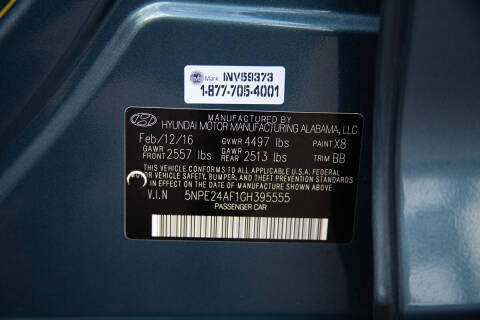 Mark INV59373
1-877-705-4001
MANUFACTURED BY
HYUNDAI MOTOR MANUFACTURING ALABAMA, LLC
Feb/12/16 GVWR 4497 lbs PAINT X8
GAWR FRONT 2557 lbs GAWR REAR 2513 lbs TRIM BB
THIS VEHICLE CONFORMS TO ALL APPLICABLE U.S.A. FEDERAL
MOTOR VEHICLE SAFETY, BUMPER, AND THEFT PREVENTION STANDARDS
IN EFFECT ON THE DATE OF MANUFACTURE SHOWN ABOVE.
V.I.N 5NPE24AF1GH395555
PASSENGER CAR